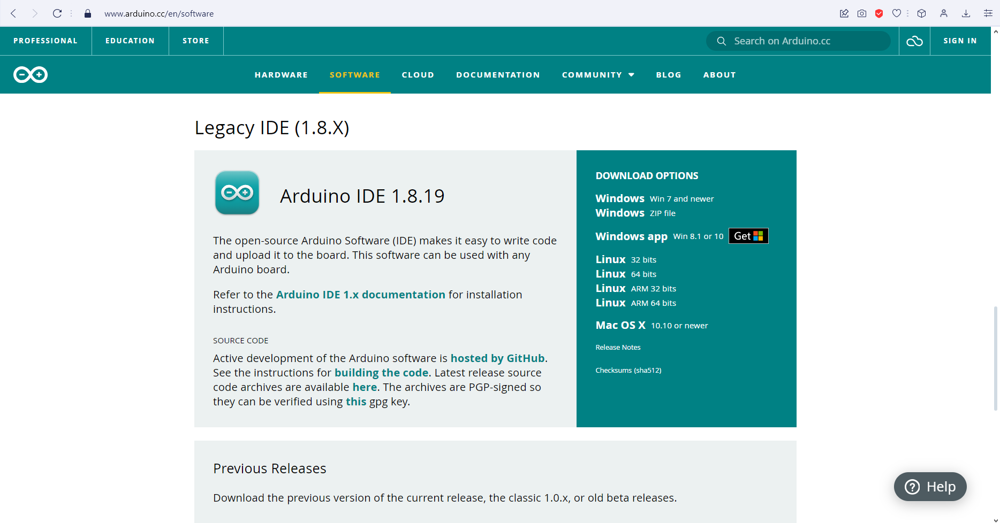 www.arduino.cc/en/software
PROFESSIONAL EDUCATION STORE Search on Arduino.cc SIGN IN
HARDWARE SOFTWARE CLOUD DOCUMENTATION COMMUNITY BLOG ABOUT
Legacy IDE (1.8.X)
Arduino IDE 1.8.19
The open-source Arduino Software (IDE) makes it easy to write code
and upload it to the board. This software can be used with any
Arduino board.
Refer to the Arduino IDE 1.x documentation for installation
instructions.
SOURCE CODE
Active development of the Arduino software is hosted by GitHub.
See the instructions for building the code. Latest release source
code archives are available here. The archives are PGP-signed so
they can be verified using this gpg key.
DOWNLOAD OPTIONS
Windows Win 7 and newer
Windows ZIP file
Windows app Win 8.1 or 10 Get
Linux 32 bits
Linux 64 bits
Linux ARM 32 bits
Linux ARM 64 bits
Mac OS X 10.10 or newer
Release Notes
Checksums (sha512)
Previous Releases
Download the previous version of the current release, the classic 1.0.x, or old beta releases.
Help